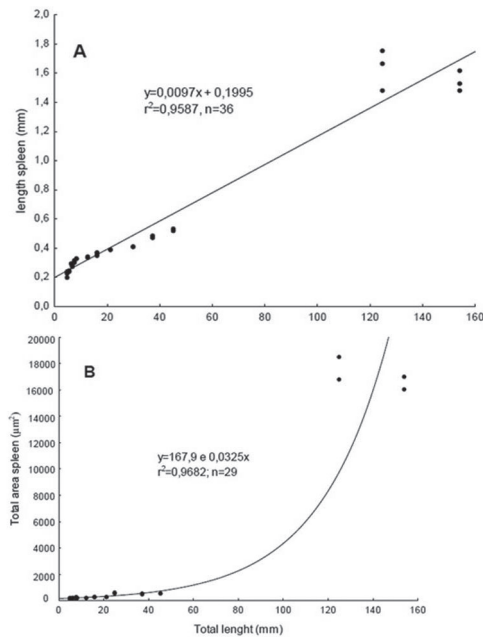 2,0
A
1,8
1,6
y=0,0097x + 0,1995
1,4
r²=0,9587, n=36
1,2
length spleen (mm)
1,0
0,8
0,6
0,4
0,2
0,0
0 20 40 60 80 100 120 140 160
20000
B
18000
16000
14000
12000
y=167,9 e 0,0325x
r²=0,9682; n=29
Total area spleen (µm²)
10000
8000
6000
4000
2000
0
0 20 40 60 80 100 120 140 160
Total lenght (mm)